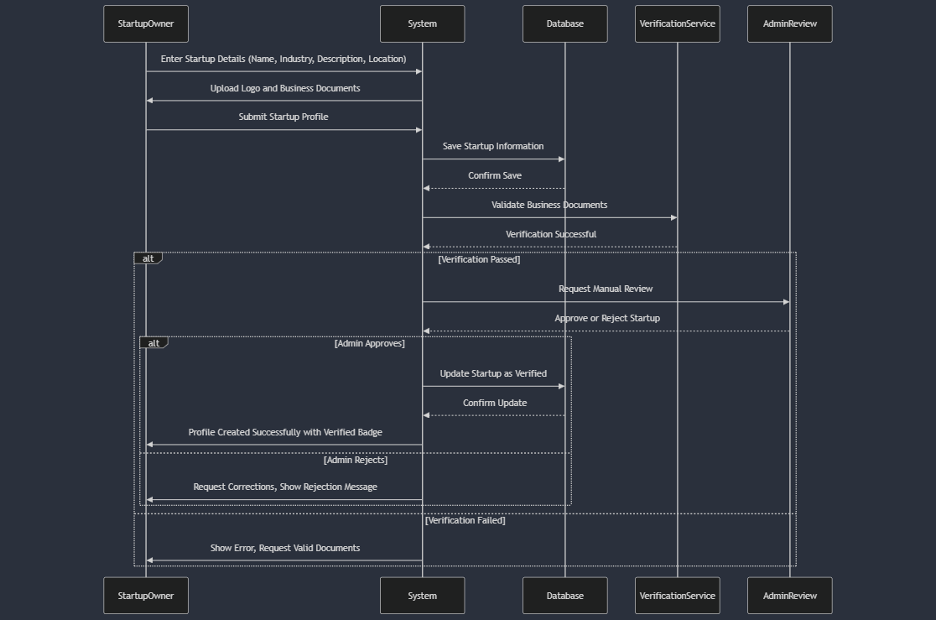 StartupOwner
System
Database
VerificationService
AdminReview
Enter Startup Details (Name, Industry, Description, Location)
Upload Logo and Business Documents
Submit Startup Profile
Save Startup Information
Confirm Save
Validate Business Documents
Verification Successful
alt
[Verification Passed]
Request Manual Review
Approve or Reject Startup
alt
[Admin Approves]
Update Startup as Verified
Confirm Update
Profile Created Successfully with Verified Badge
[Admin Rejects]
Request Corrections, Show Rejection Message
[Verification Failed]
Show Error, Request Valid Documents
StartupOwner
System
Database
VerificationService
AdminReview